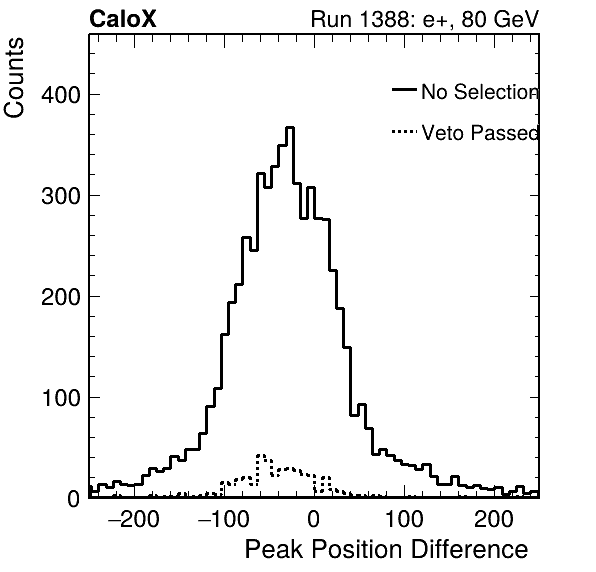 CaloX Run 1388: e+, 80 GeV
Counts
No Selection
Veto Passed
400
300
200
100
0
−200 −100 0 100 200
Peak Position Difference